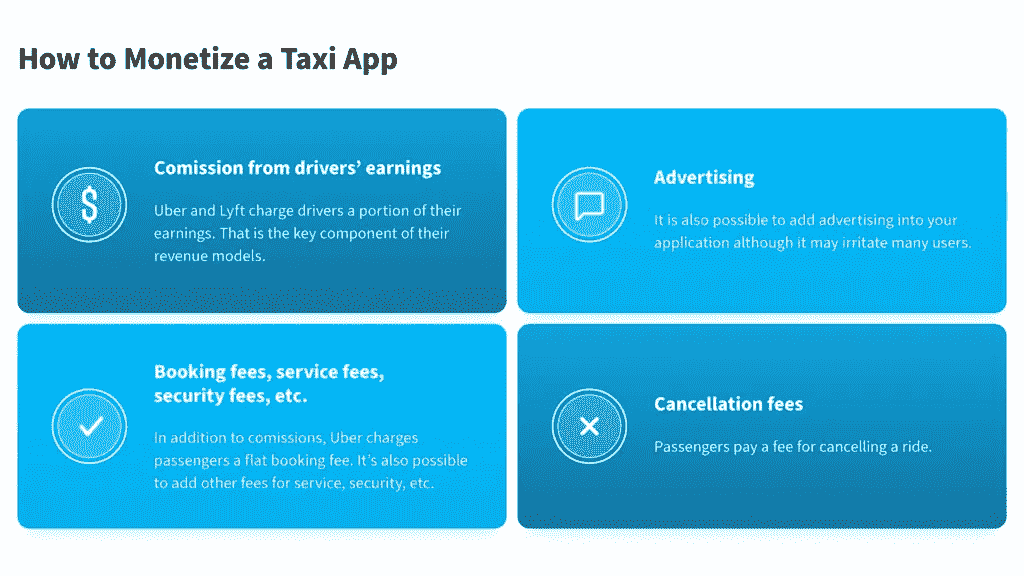 How to Monetize a Taxi App
Comission from drivers’ earnings
Uber and Lyft charge drivers a portion of their
earnings. That is the key component of their
revenue models.
Advertising
It is also possible to add advertising into your
application although it may irritate many users.
Booking fees, service fees,
security fees, etc.
In addition to comissions, Uber charges
passengers a flat booking fee. It’s also possible
to add other fees for service, security, etc.
Cancellation fees
Passengers pay a fee for cancelling a ride.